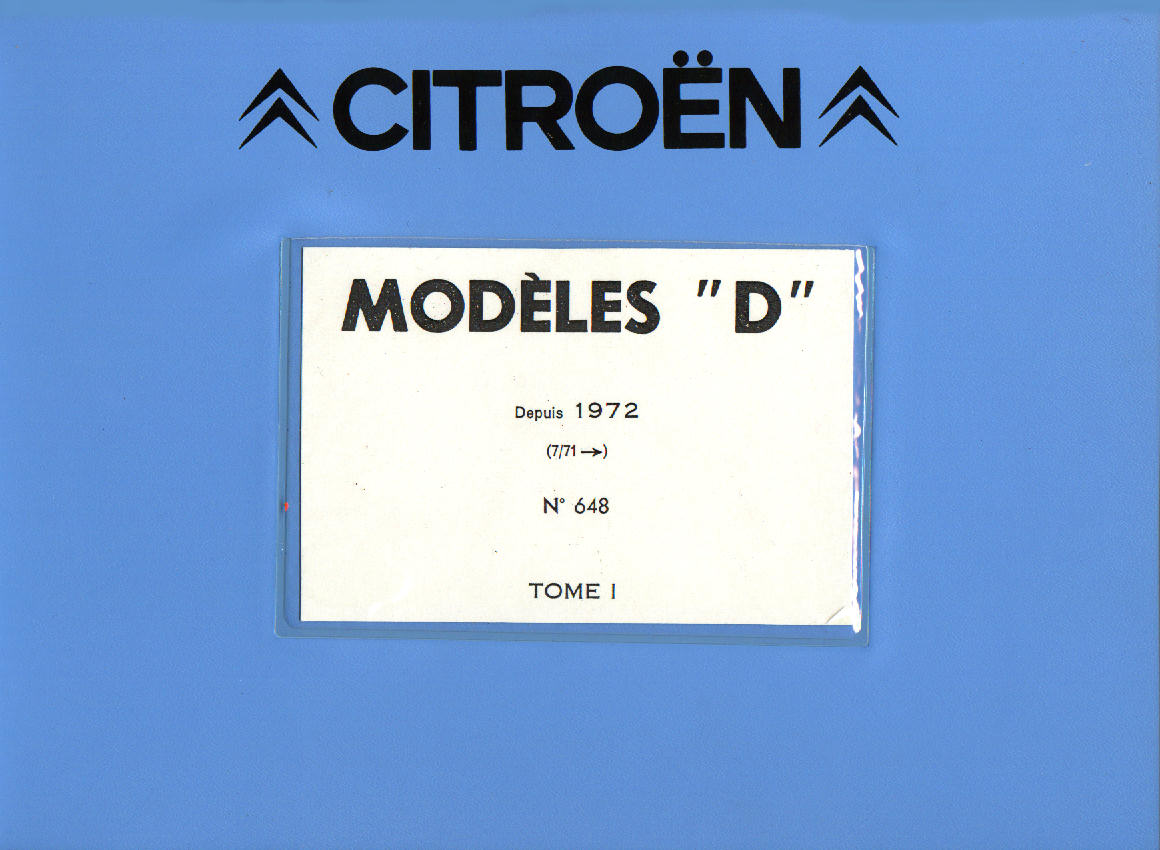 CITROËN
MODÈLES "D"
Depuis 1972
(7/71 →)
N° 648
TOME I